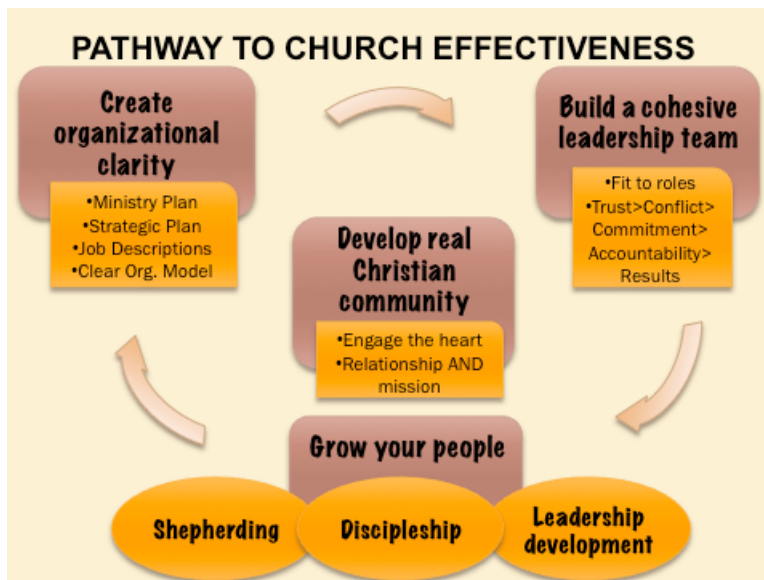 PATHWAY TO CHURCH EFFECTIVENESS
Create
organizational
clarity
•Ministry Plan
•Strategic Plan
•Job Descriptions
•Clear Org. Model
Build a cohesive
leadership team
•Fit to roles
•Trust>Conflict>
Commitment>
Accountability>
Results
Develop real
Christian
community
•Engage the heart
•Relationship AND
mission
Grow your people
Shepherding
Discipleship
Leadership
development